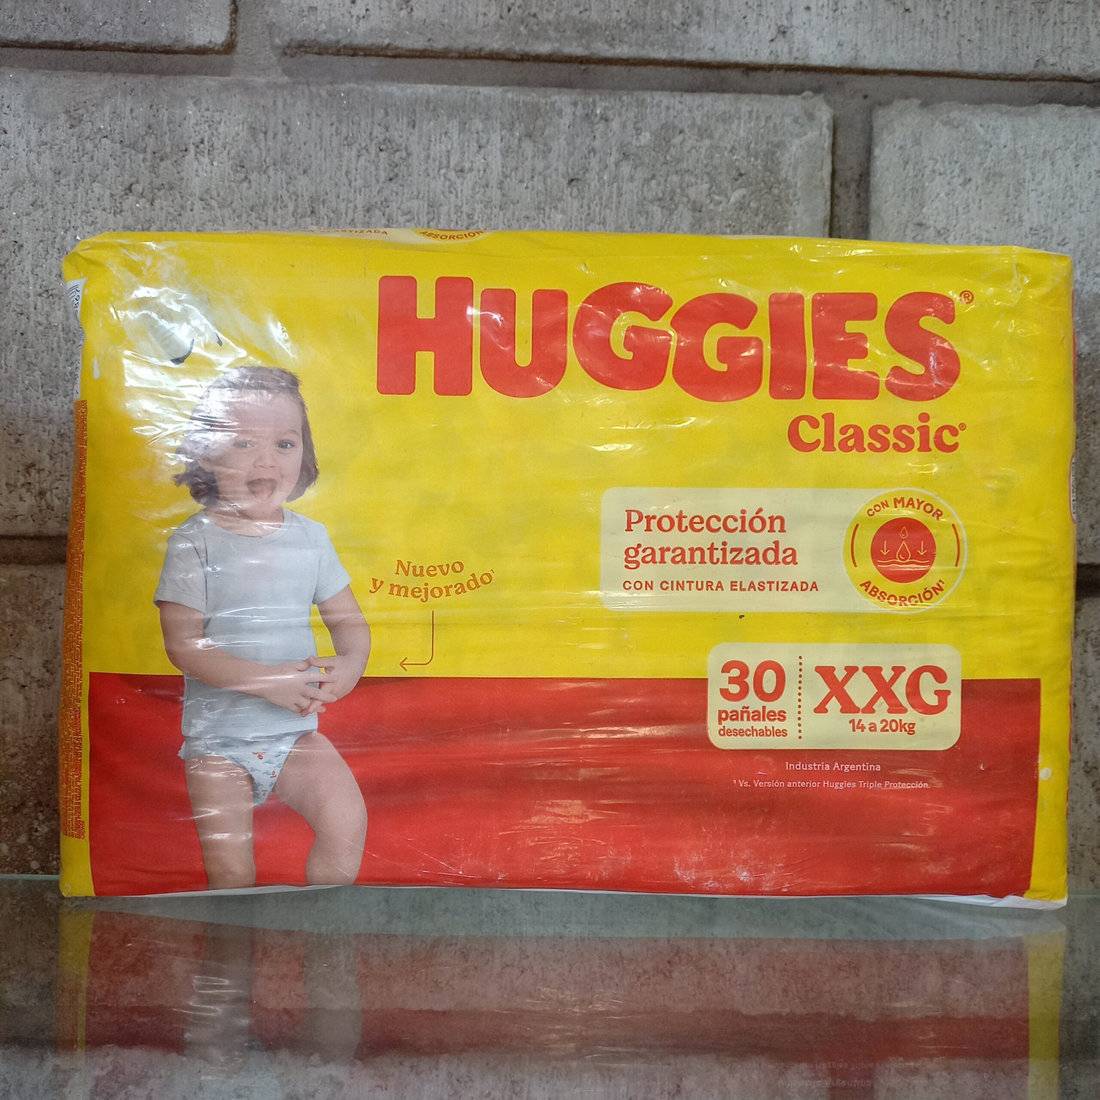 ABSORCIÓN
HUGGIES®
Classic®
Protección
garantizada
CON CINTURA ELASTIZADA
CON MAYOR
ABSORCIÓN¹
Nuevo
y mejorado¹
30
pañales
desechables
XXG
14 a 20kg
Industria Argentina
¹ Vs. Versión anterior Huggies Triple Protección.